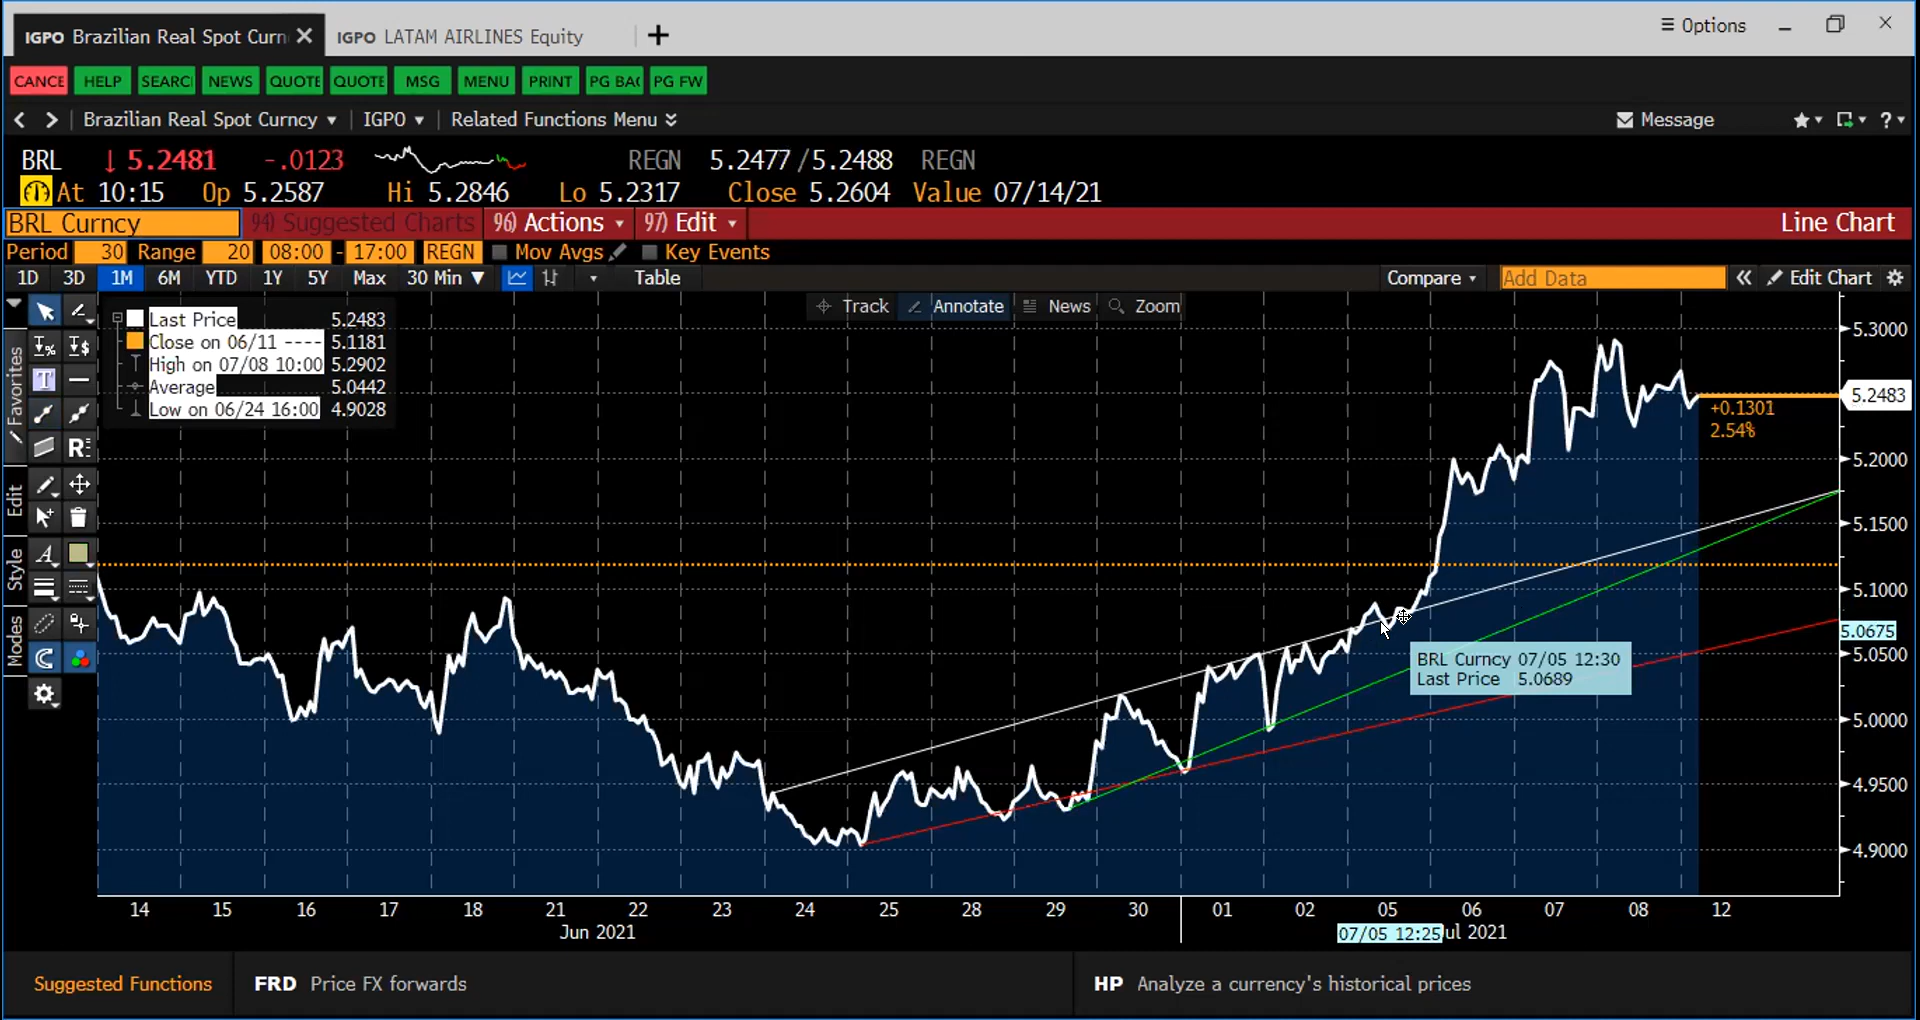 IGPO Brazilian Real Spot Curn
IGPO LATAM AIRLINES Equity
Options
CANCE HELP SEARC NEWS QUOTE QUOTE MSG MENU PRINT PG BAC PG FW
Brazilian Real Spot Curncy IGPO Related Functions Menu
Message
BRL ↓ 5.2481 -.0123 REGN 5.2477 /5.2488 REGN
At 10:15 Op 5.2587 Hi 5.2846 Lo 5.2317 Close 5.2604 Value 07/14/21
BRL Curncy 94) Suggested Charts 96) Actions 97) Edit Line Chart
Period 30 Range 20 08:00 - 17:00 REGN Mov Avgs Key Events
1D 3D 1M 6M YTD 1Y 5Y Max 30 Min ▼ Table Compare Add Data « Edit Chart
Track Annotate News Zoom
Last Price 5.2483
Close on 06/11 ---- 5.1181
High on 07/08 10:00 5.2902
Average 5.0442
Low on 06/24 16:00 4.9028
Favorites
Edit
Style
Modes
5.3000
5.2483
+0.1301
2.54%
5.2000
5.1500
5.1000
5.0675
5.0500
5.0000
4.9500
4.9000
BRL Curncy 07/05 12:30
Last Price 5.0689
14 15 16 17 18 21 22 23 24 25 28 29 30 01 02 05 06 07 08 12
Jun 2021 07/05 12:25 ul 2021
Suggested Functions FRD Price FX forwards HP Analyze a currency's historical prices